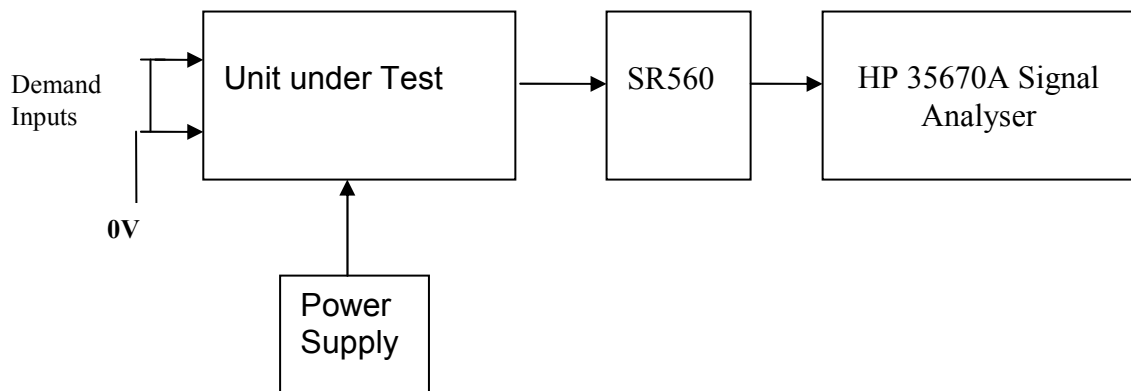 Demand
Inputs
0V
Unit under Test
SR560
HP 35670A Signal
Analyser
Power
Supply